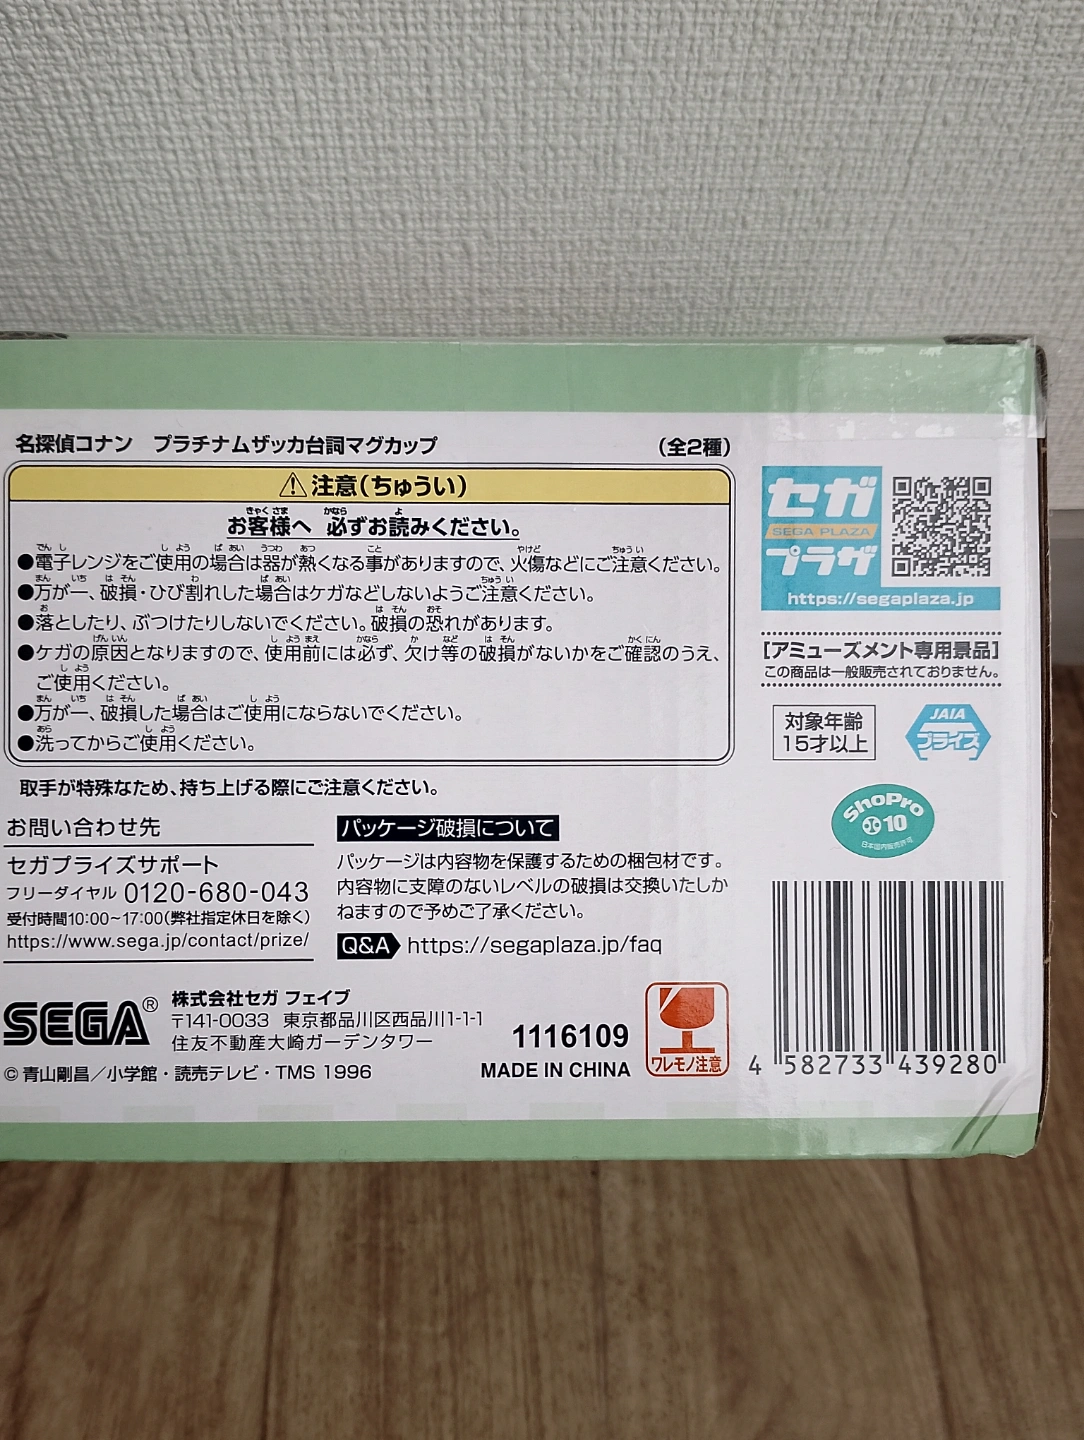 名探偵コナン　プラチナムザッカ台詞マグカップ　（全2種）
注意（ちゅうい）
お客様へ　必ずお読みください。
●電子レンジをご使用の場合は器が熱くなる事がありますので、火傷などにご注意ください。
●万が一、破損・ひび割れした場合はケガなどしないようご注意ください。
●落としたり、ぶつけたりしないでください。破損の恐れがあります。
●ケガの原因となりますので、使用前には必ず、欠け等の破損がないかをご確認のうえ、
ご使用ください。
●万が一、破損した場合はご使用にならないでください。
●洗ってからご使用ください。
取手が特殊なため、持ち上げる際にご注意ください。
お問い合わせ先
セガプライズサポート
フリーダイヤル 0120-680-043
受付時間10:00~17:00（弊社指定休日を除く）
https://www.sega.jp/contact/prize/
パッケージ破損について
パッケージは内容物を保護するための梱包材です。
内容物に支障のないレベルの破損は交換いたしか
ねますので予めご了承ください。
Q&A https://segaplaza.jp/faq
SEGA®
株式会社セガ フェイブ
〒141-0033　東京都品川区西品川1-1-1
住友不動産大崎ガーデンタワー
© 青山剛昌／小学館・読売テレビ・TMS 1996
1116109
MADE IN CHINA
ワレモノ注意
セガ
SEGA PLAZA
プラザ
https://segaplaza.jp
［アミューズメント専用景品］
この商品は一般販売されておりません。
対象年齢
15才以上
JAIA
プライズ
ShoPro
10
日本国内販売許可
4 582733 439280